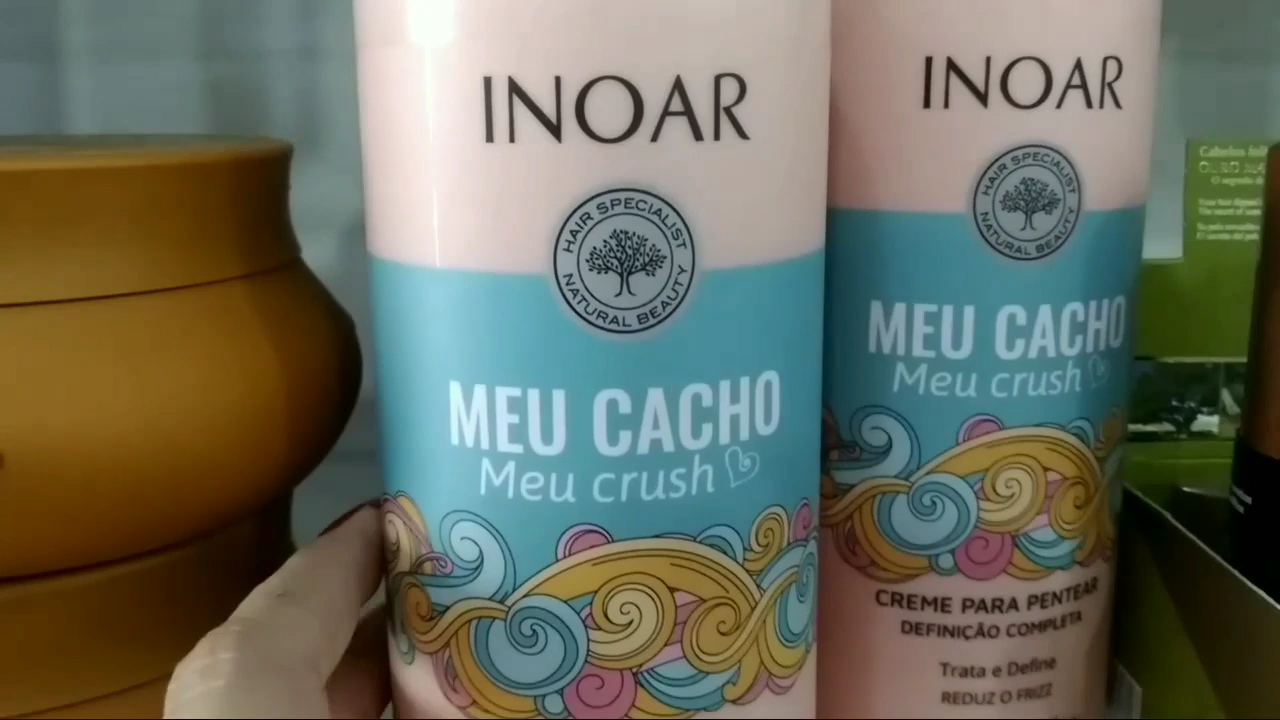 INOAR
HAIR SPECIALIST
NATURAL BEAUTY
MEU CACHO
Meu crush
INOAR
HAIR SPECIALIST
NATURAL BEAUTY
MEU CACHO
Meu crush
CREME PARA PENTEAR
DEFINIÇÃO COMPLETA
Trata e Define
REDUZ O FRIZZ
Cabelos